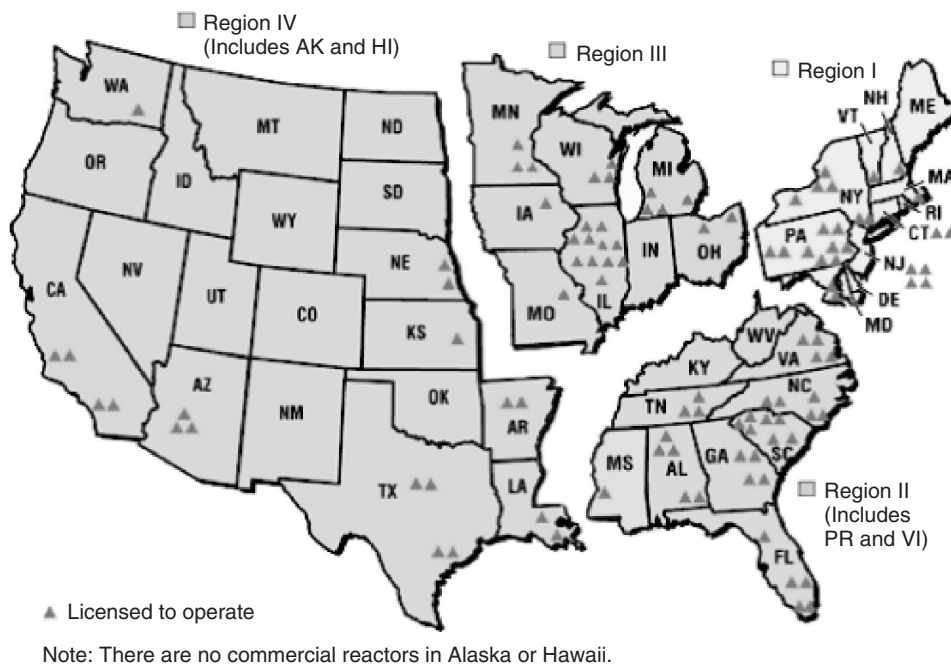 Region IV
(Includes AK and HI)
Region III
Region I
WA
MT
ND
MN
VT
NH
ME
OR
ID
SD
WI
MI
NY
MA
WY
IA
RI
CT
PA
NV
NE
IL
IN
OH
NJ
CA
UT
CO
KS
MO
DE
MD
WV
VA
KY
AZ
NM
OK
AR
TN
NC
TX
LA
MS
AL
GA
SC
Region II
(Includes
PR and VI)
FL
Licensed to operate
Note: There are no commercial reactors in Alaska or Hawaii.